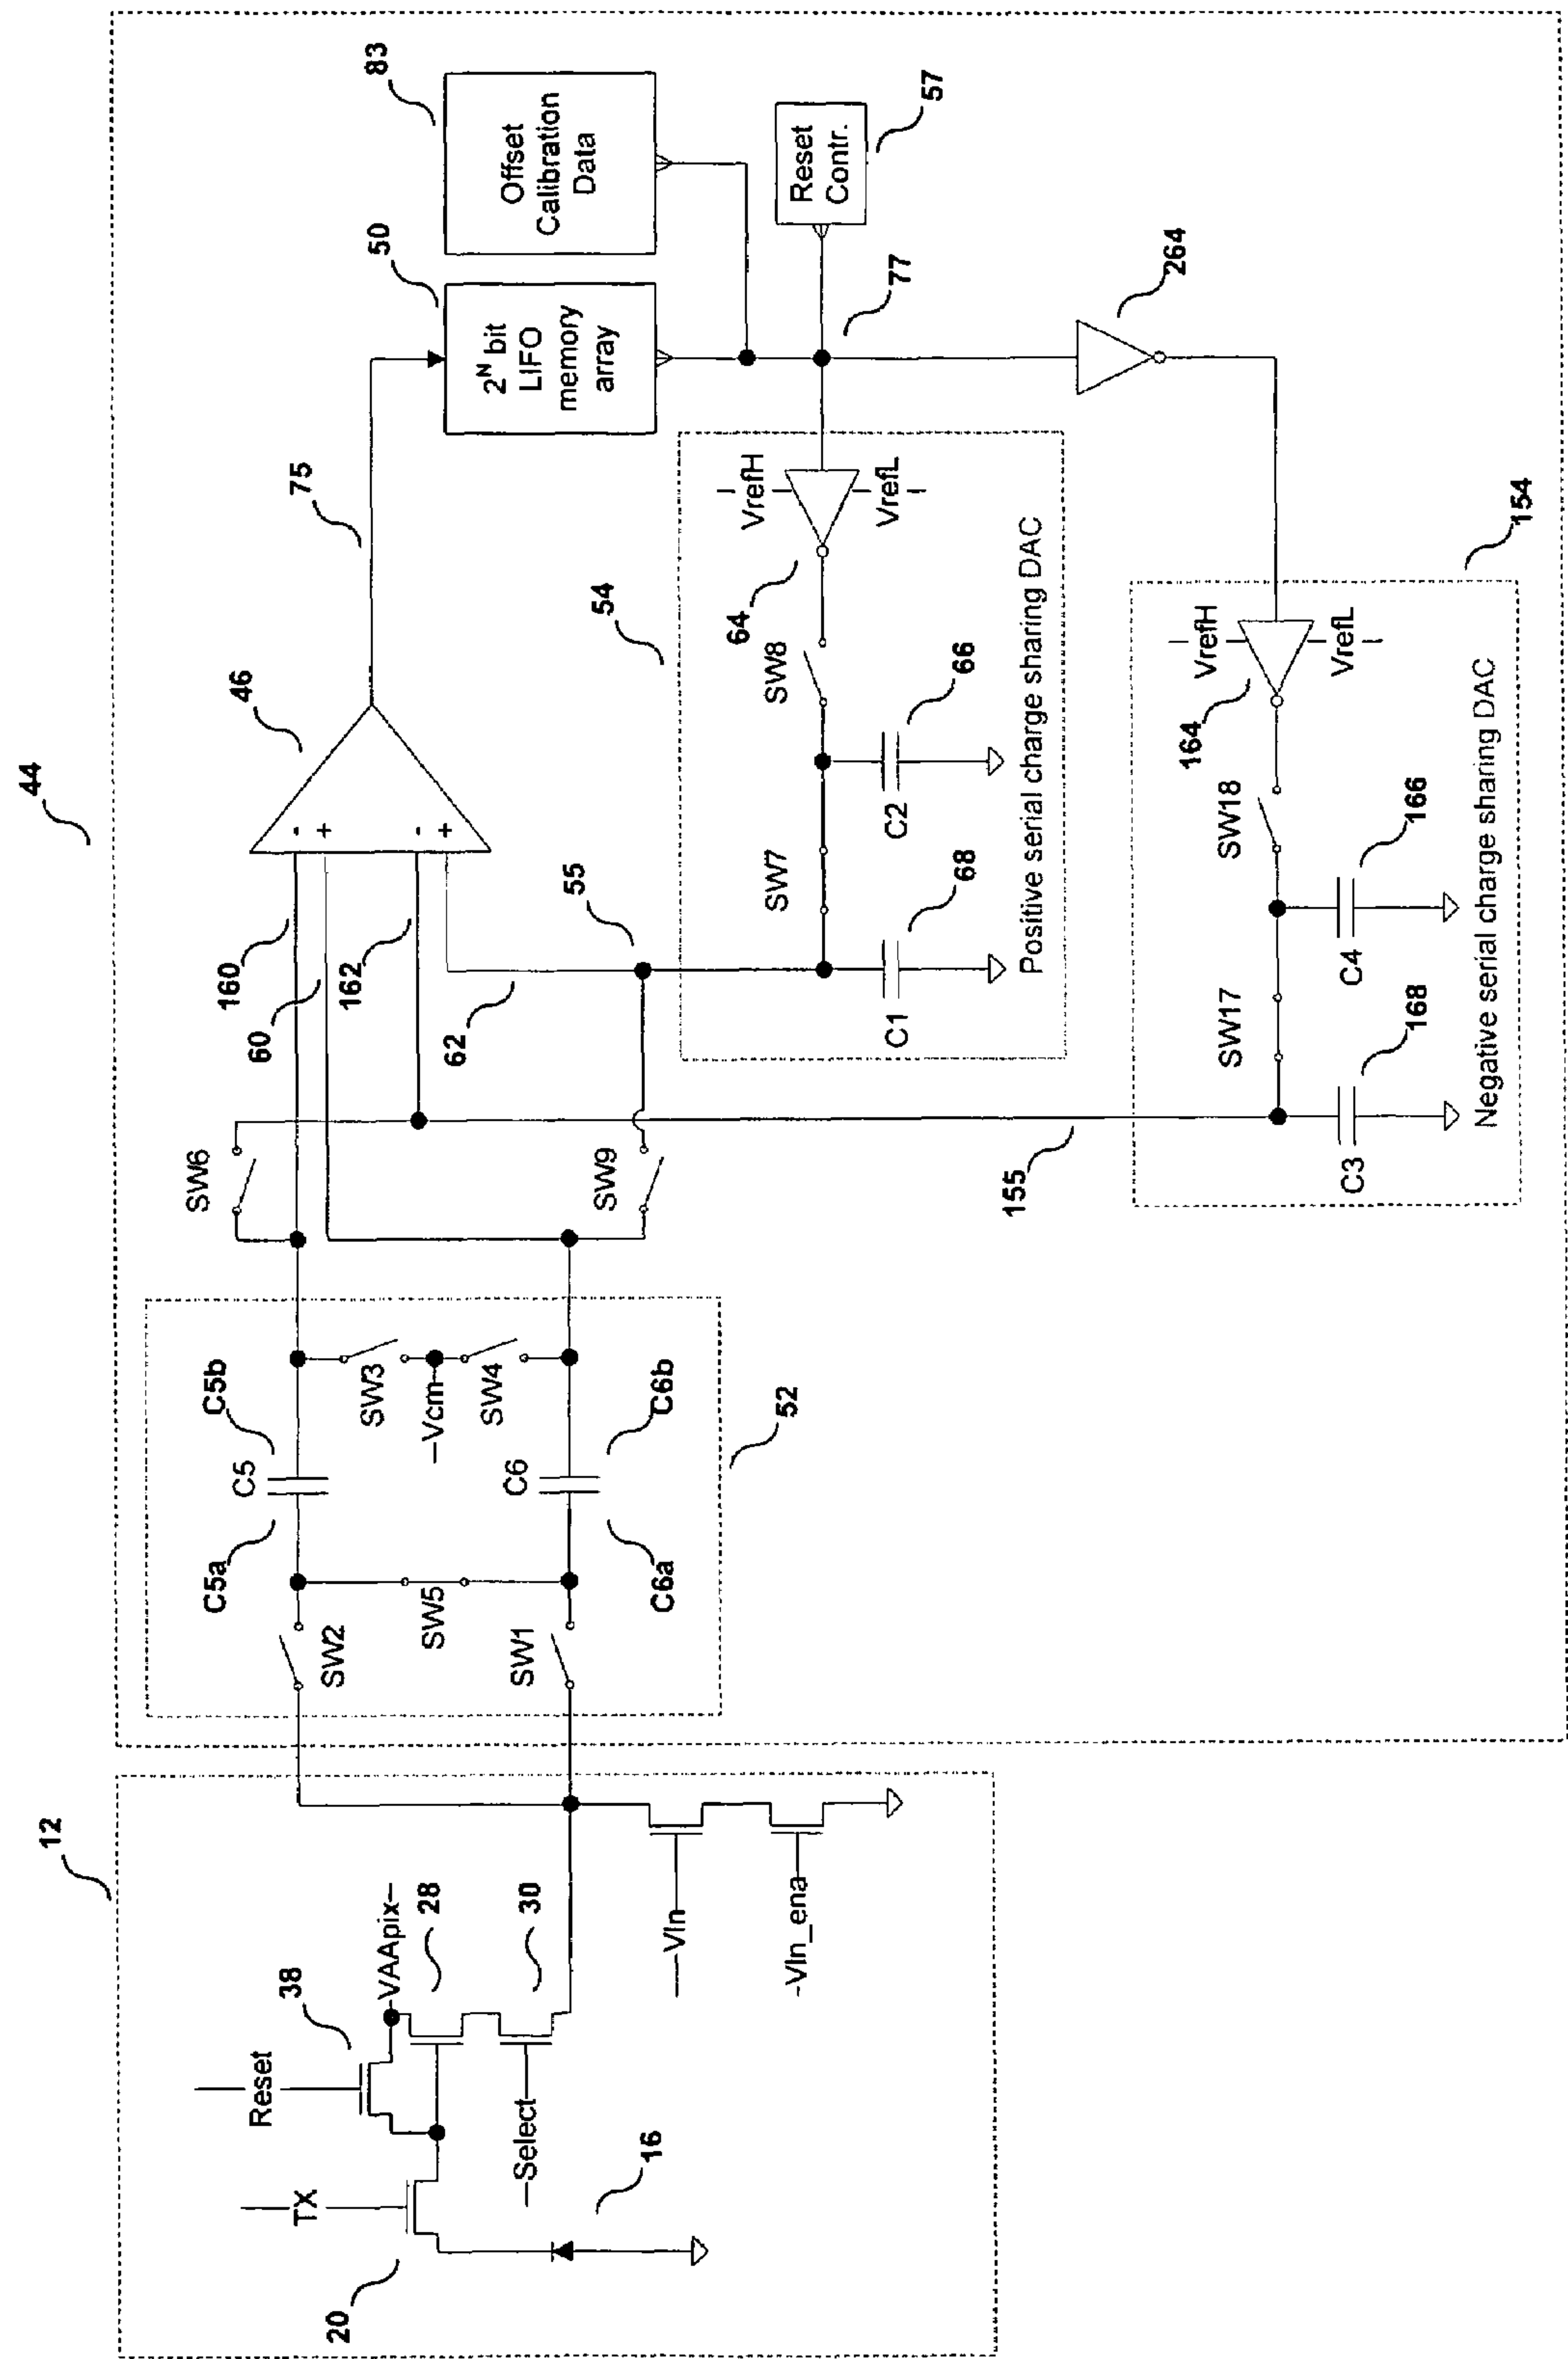 44
83
Offset
Calibration
Data
50
2^N bit
LIFO
memory
array
57
Reset
Contr.
77
264
75
46
-
+
-
+
160
60
162
62
55
54
VrefH
VrefL
64
SW8
66
C2
SW7
68
C1
Positive serial charge sharing DAC
154
VrefH
VrefL
164
SW18
166
C4
SW17
168
C3
Negative serial charge sharing DAC
155
SW6
SW9
C5b
C5
C5a
SW3
-Vcm
SW4
C6b
C6
C6a
52
SW5
SW2
SW1
12
38
-VAApix-
28
30
Reset
-Select-
TX
16
20
-Vln
-Vln_ena